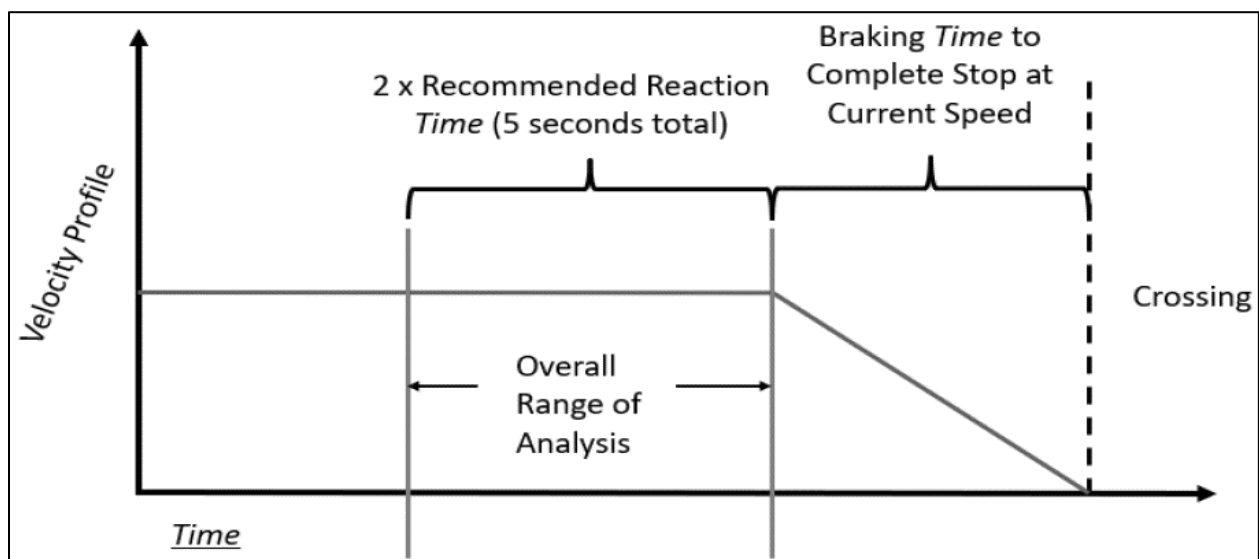 Braking Time to
Complete Stop at
Current Speed
2 x Recommended Reaction
Time (5 seconds total)
Velocity Profile
Crossing
Overall
Range of
Analysis
Time